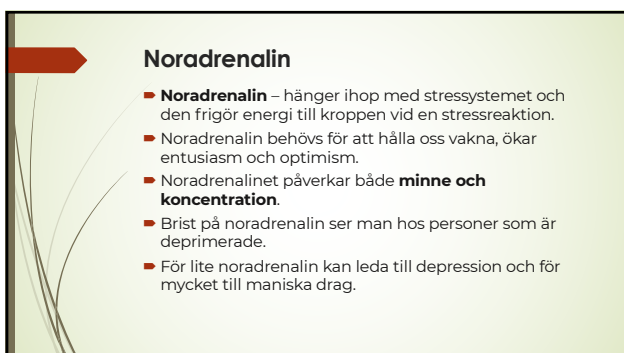 Noradrenalin
Noradrenalin – hänger ihop med stressystemet och
den frigör energi till kroppen vid en stressreaktion.
Noradrenalin behövs för att hålla oss vakna, ökar
entusiasm och optimism.
Noradrenalinet påverkar både minne och
koncentration.
Brist på noradrenalin ser man hos personer som är
deprimerade.
För lite noradrenalin kan leda till depression och för
mycket till maniska drag.